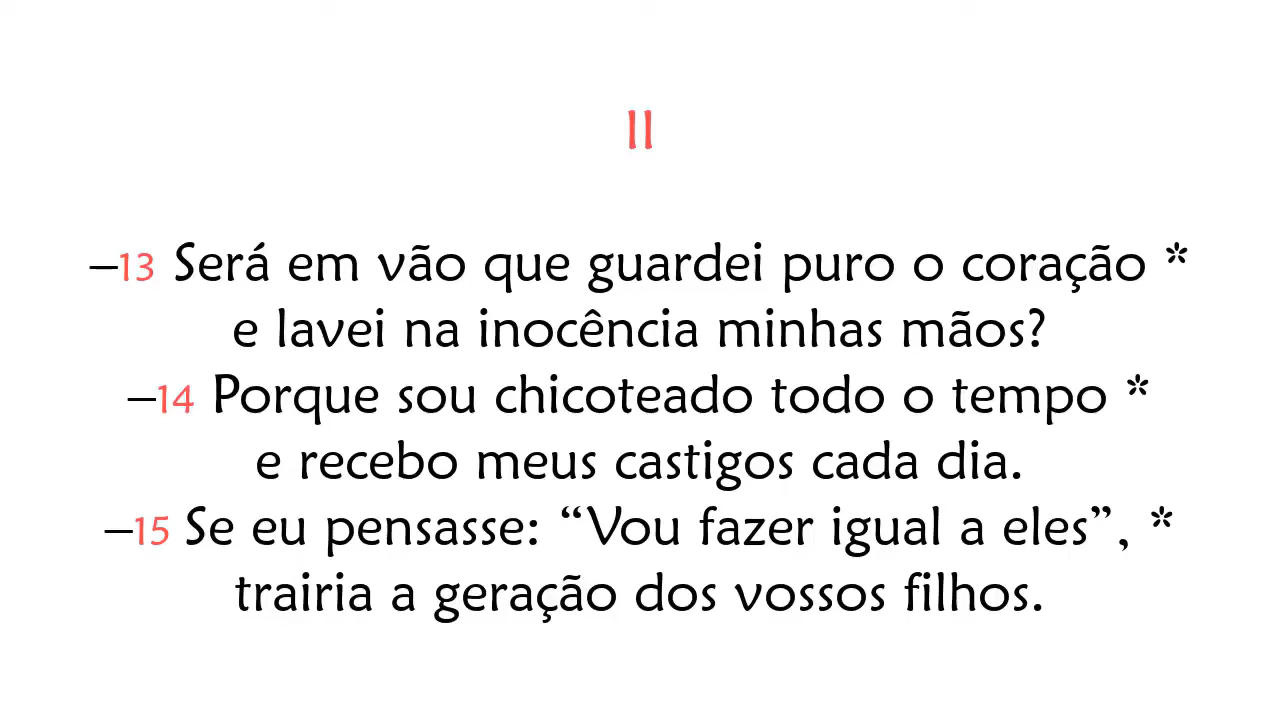 II
–13 Será em vão que guardei puro o coração *
e lavei na inocência minhas mãos?
–14 Porque sou chicoteado todo o tempo *
e recebo meus castigos cada dia.
–15 Se eu pensasse: “Vou fazer igual a eles”, *
trairia a geração dos vossos filhos.